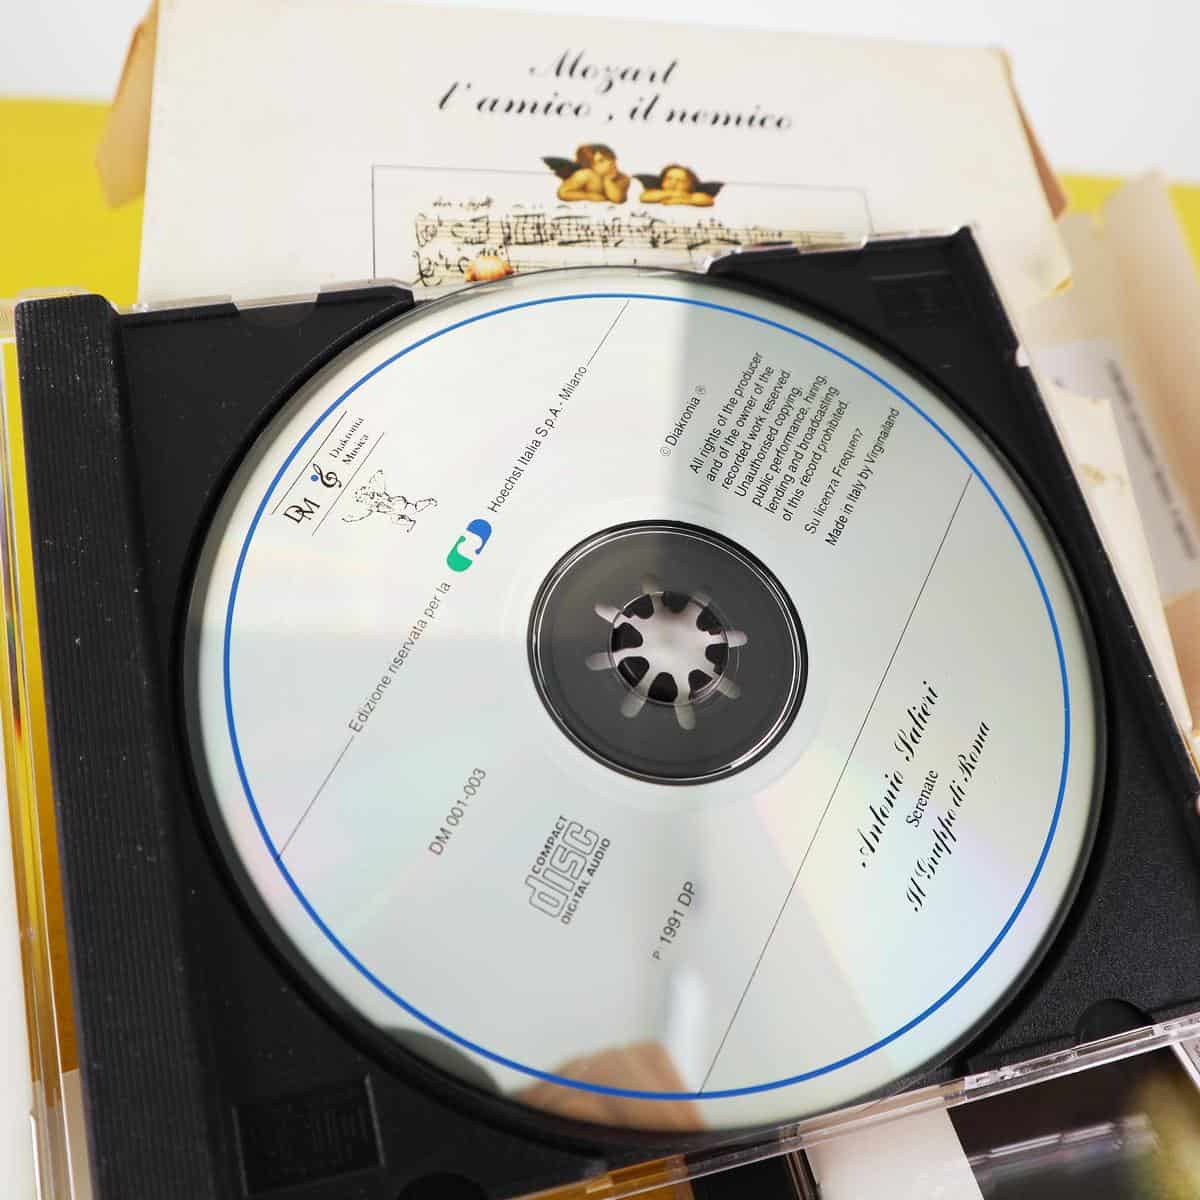 Mozart
l'amico, il nemico
DM
Diakronia
Musica
Edizione riservata per la
Hoechst Italia S.p.A.- Milano
© Diakronia ®
All rights of the producer
and of the owner of the
recorded work reserved.
Unauthorised copying,
public performance, hiring,
lending and broadcasting
of this record prohibited.
Su licenza Frequenz
Made in Italy by Virginailand
DM 001-003
COMPACT
disc
DIGITAL AUDIO
P 1991 DP
Antonio Salieri
Serenate
Il Gruppo di Roma